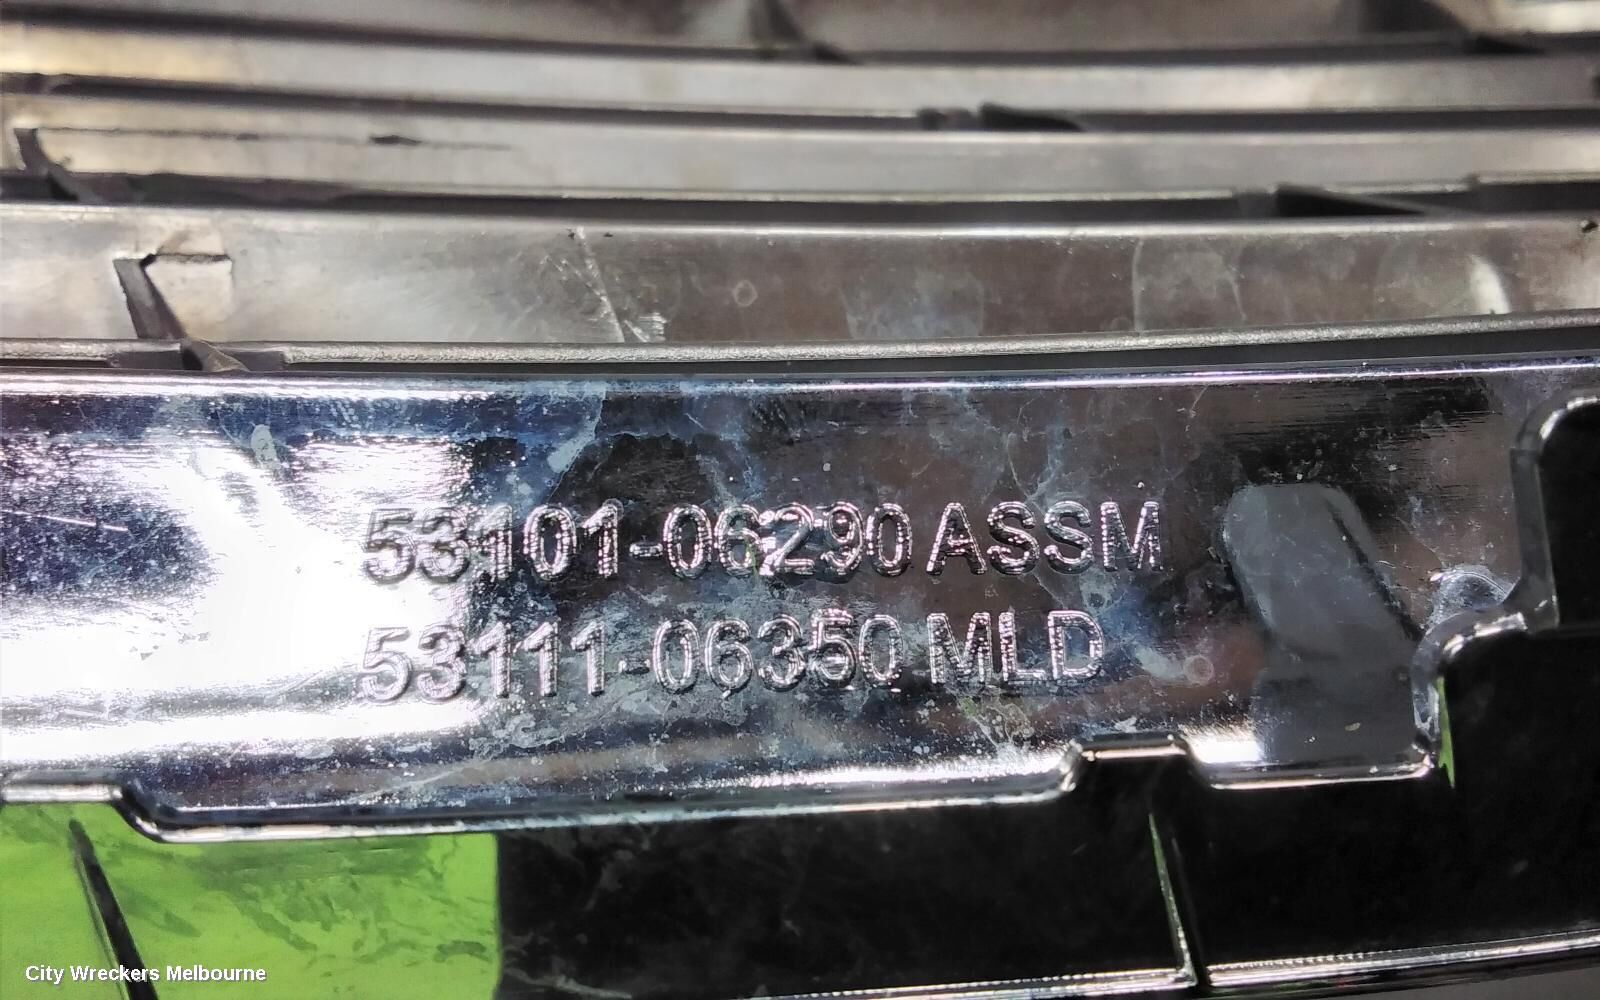 53101-06290 ASSM
53111-06350 MLD
City Wreckers Melbourne